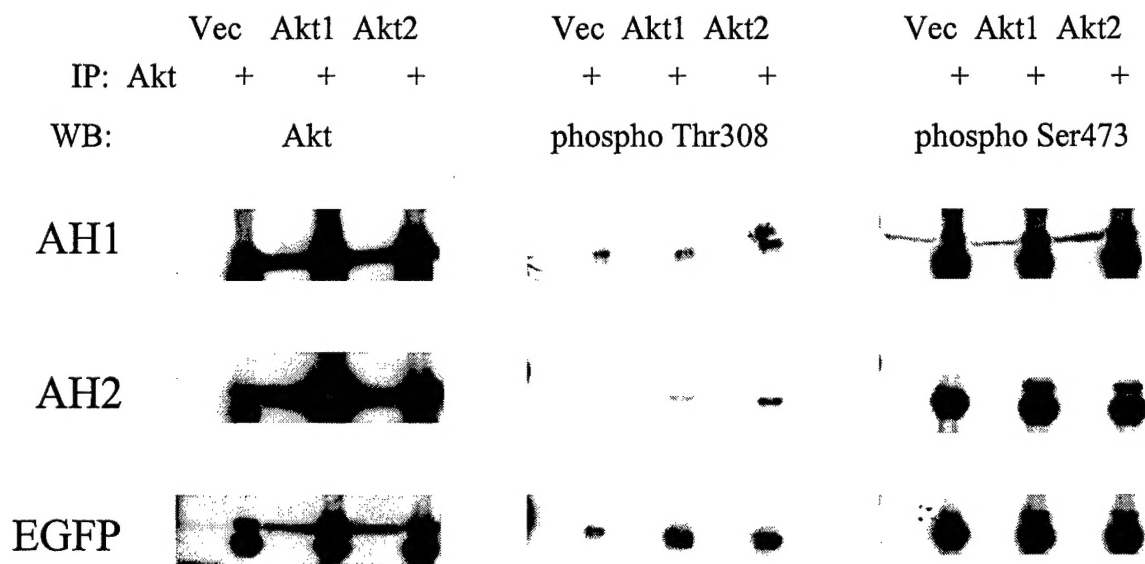 Vec Akt1 Akt2 Vec Akt1 Akt2 Vec Akt1 Akt2
IP: Akt + + + + + + + + +
WB: Akt phospho Thr308 phospho Ser473
AH1
AH2
EGFP